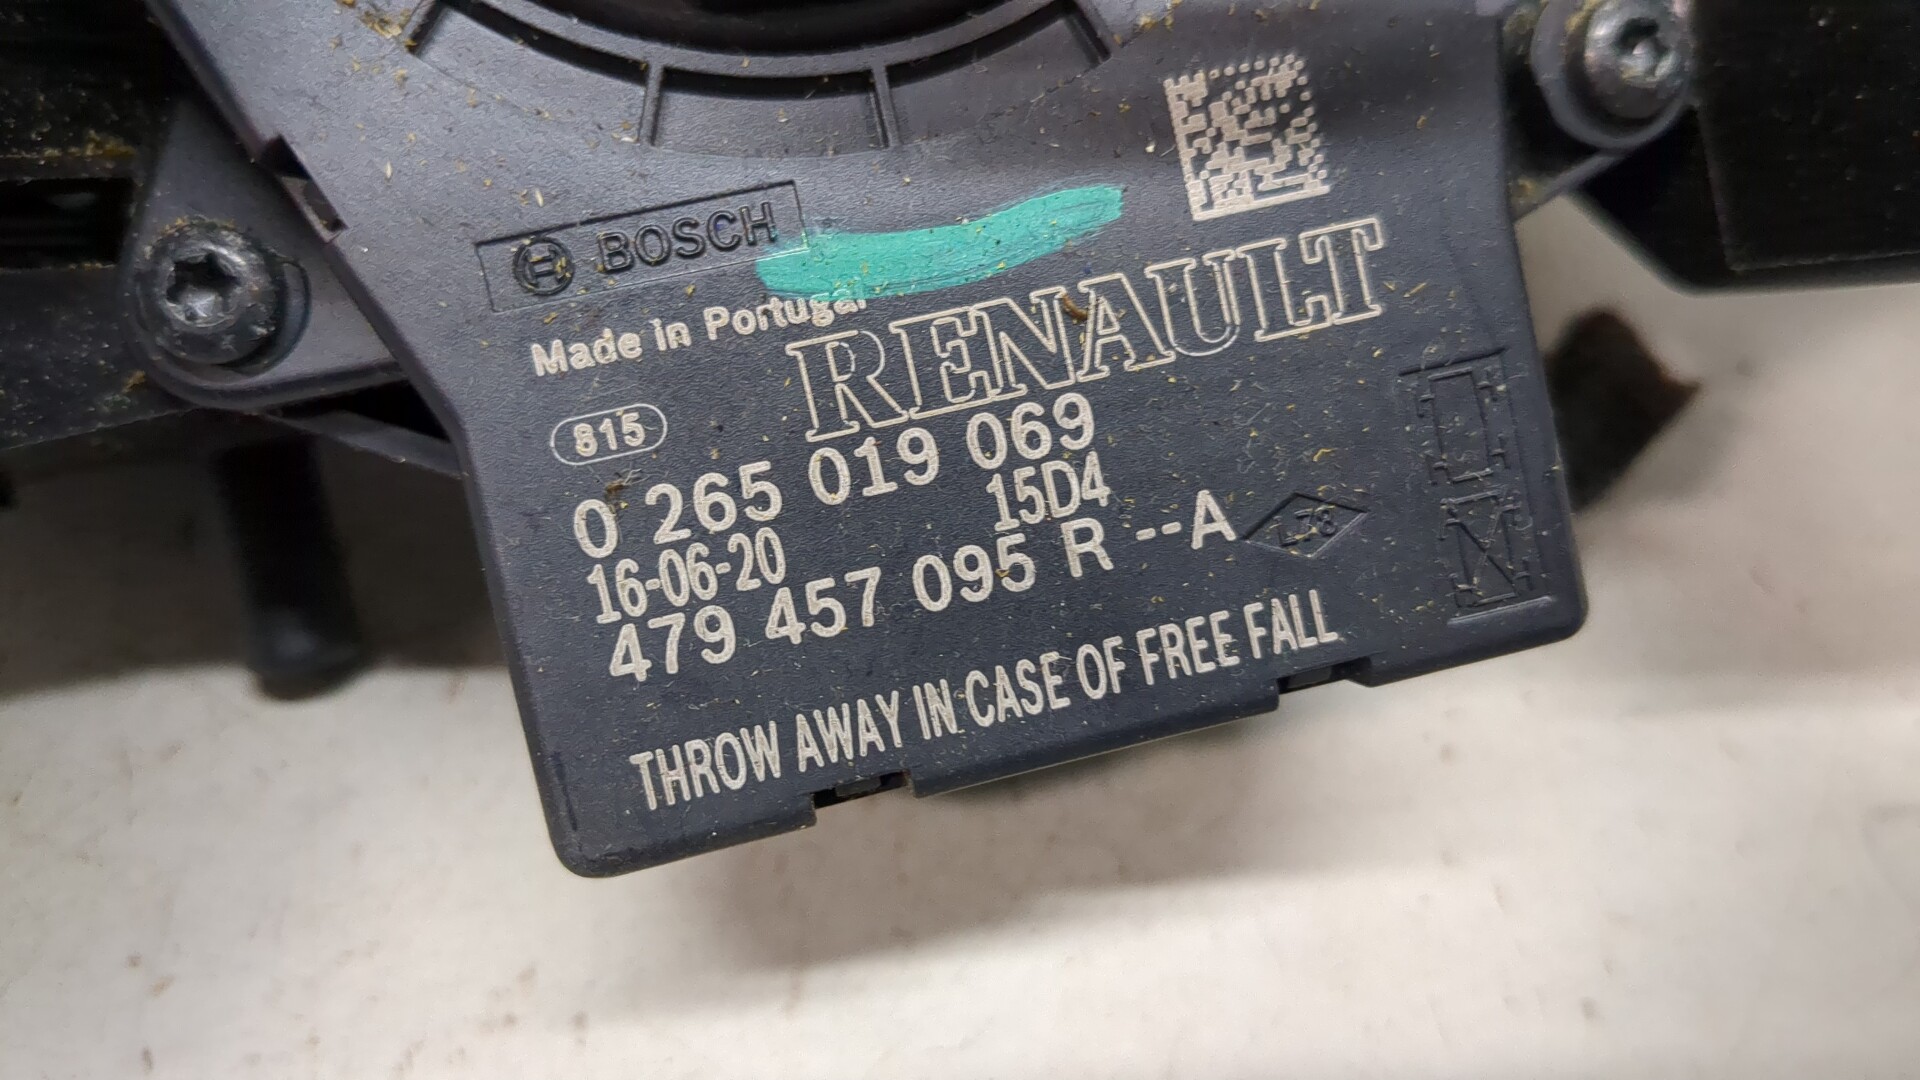 BOSCH
Made in Portugal
RENAULT
815
0 265 019 069
15D4
16-06-20
479 457 095 R --A
LZ8
THROW AWAY IN CASE OF FREE FALL